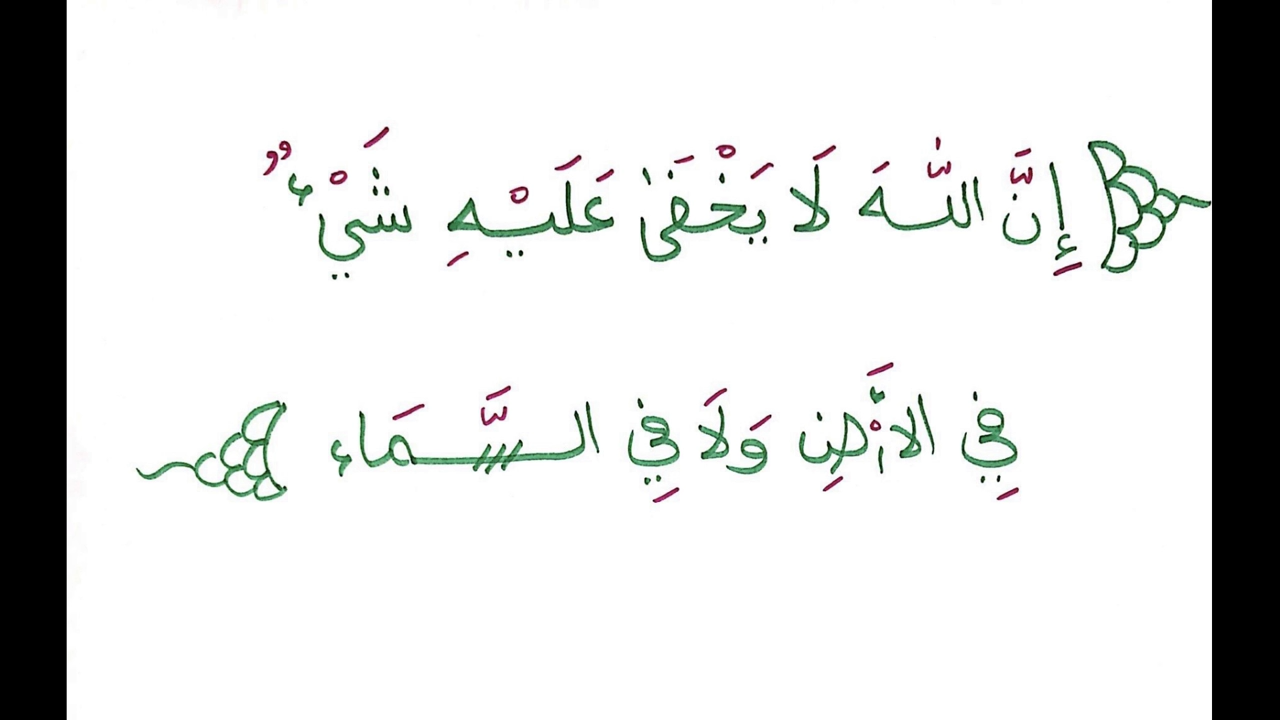 إِنَّ اللَّهَ لَا يَخْفَىٰ عَلَيْهِ شَيْءٌ
فِي الْأَرْضِ وَلَا فِي السَّمَاء